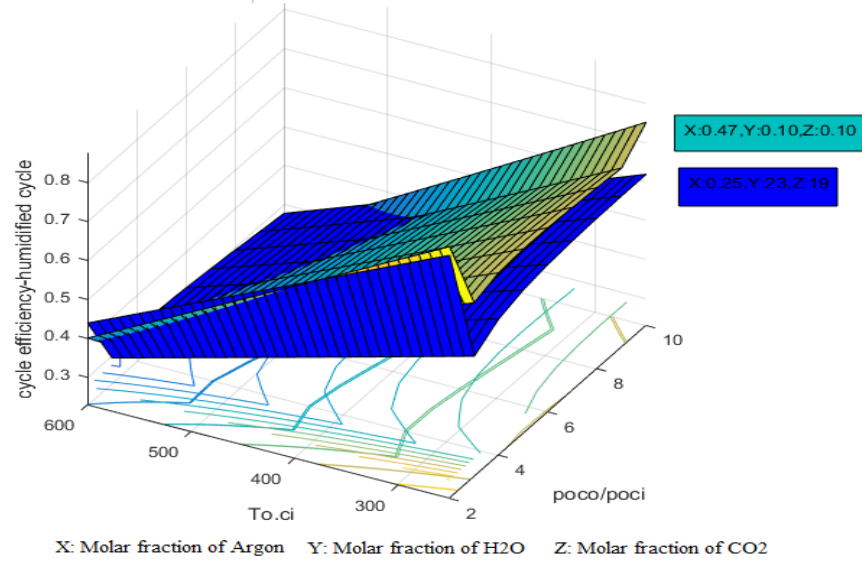 cycle efficiency-humidified cycle
0.8
0.7
0.6
0.5
0.4
0.3
600
500
400
300
To.ci
2
4
6
8
10
poco/poci
X:0.47,Y:0.10,Z:0.10
X:0.25,Y:23,Z:19
X: Molar fraction of Argon Y: Molar fraction of H2O Z: Molar fraction of CO2